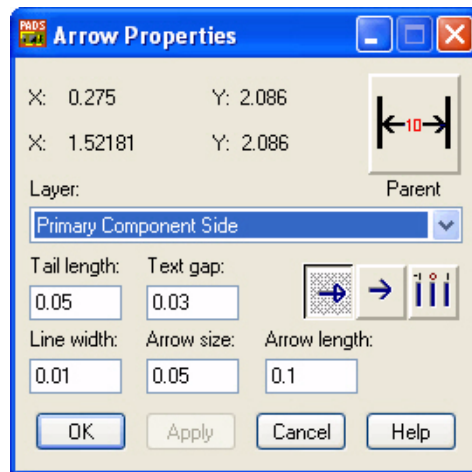 PADS Arrow Properties
X: 0.275 Y: 2.086
X: 1.52181 Y: 2.086
10
Layer: Parent
Primary Component Side
Tail length: Text gap:
0.05 0.03
Line width: Arrow size: Arrow length:
0.01 0.05 0.1
OK Apply Cancel Help